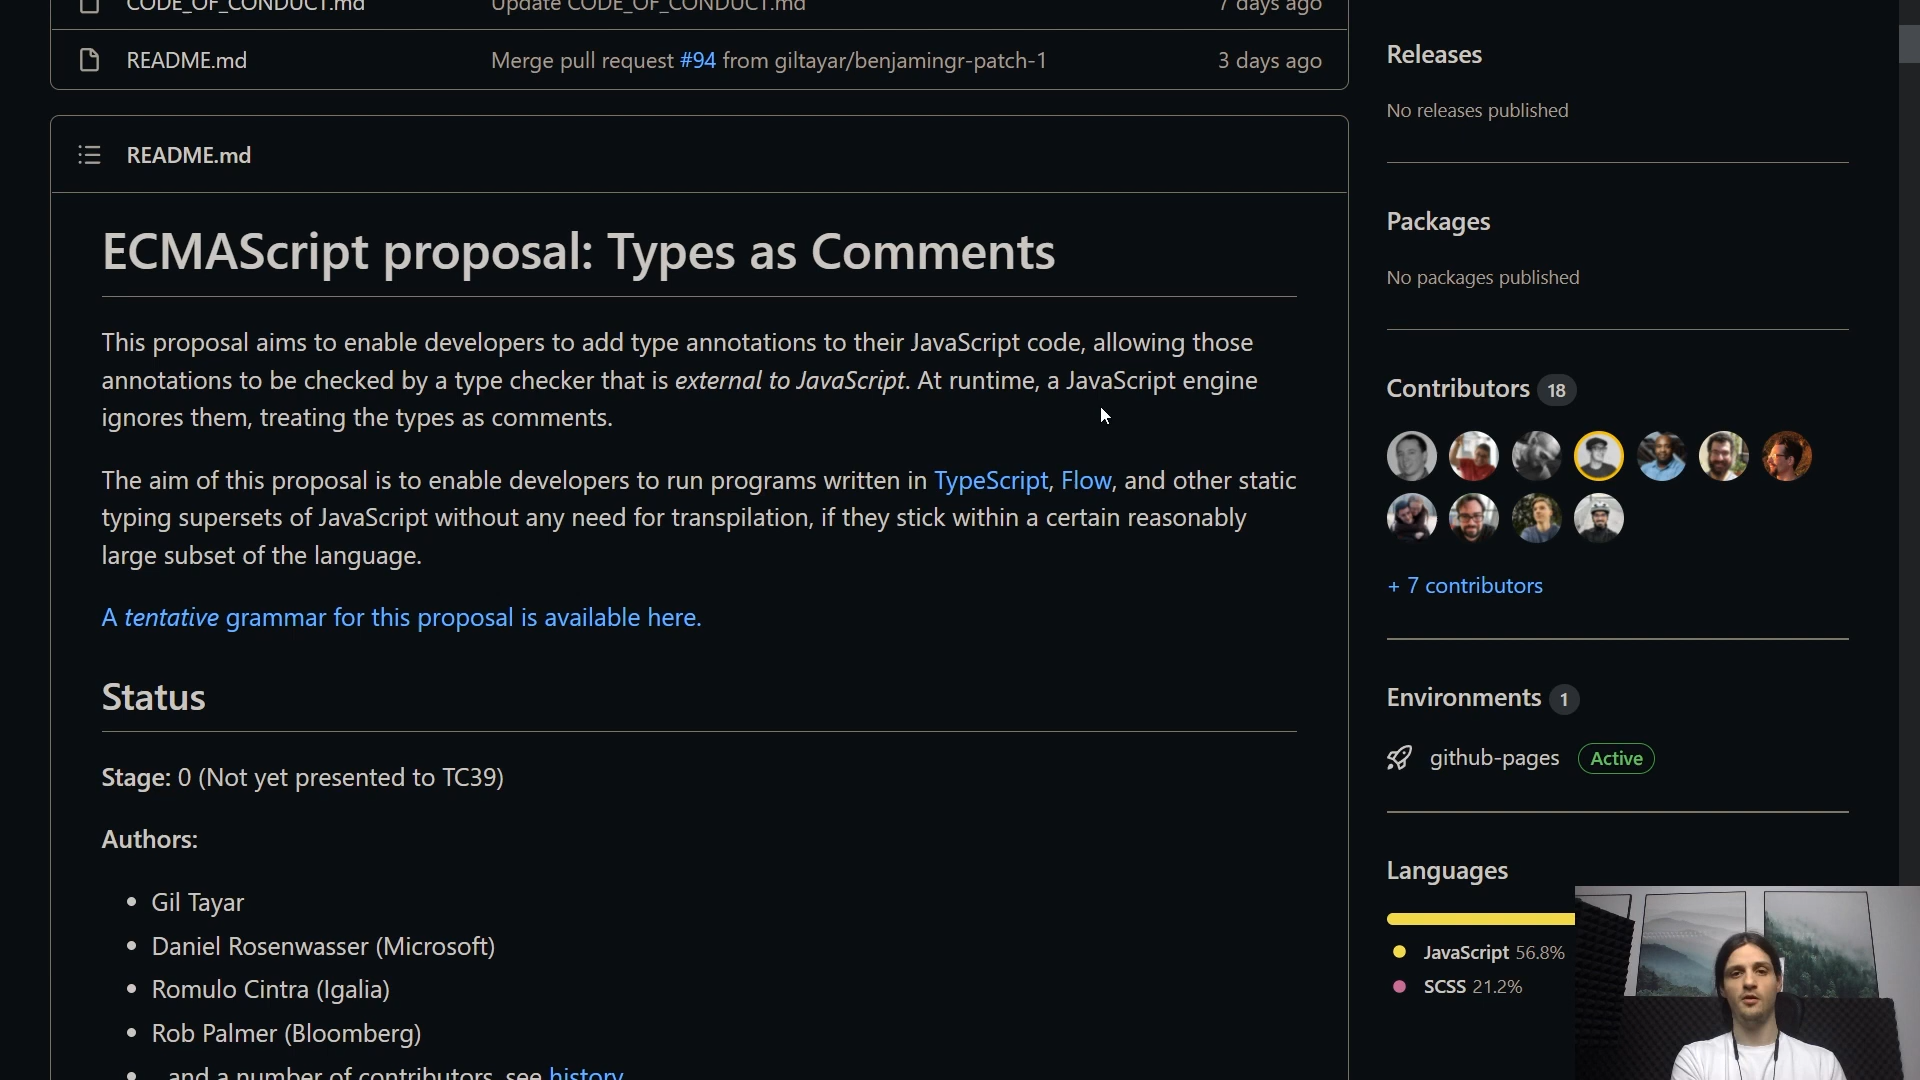 CODE_OF_CONDUCT.md Update CODE_OF_CONDUCT.md 7 days ago
README.md Merge pull request #94 from giltayar/benjamingr-patch-1 3 days ago
README.md
ECMAScript proposal: Types as Comments
This proposal aims to enable developers to add type annotations to their JavaScript code, allowing those
annotations to be checked by a type checker that is external to JavaScript. At runtime, a JavaScript engine
ignores them, treating the types as comments.
The aim of this proposal is to enable developers to run programs written in TypeScript, Flow, and other static
typing supersets of JavaScript without any need for transpilation, if they stick within a certain reasonably
large subset of the language.
A tentative grammar for this proposal is available here.
Status
Stage: 0 (Not yet presented to TC39)
Authors:
• Gil Tayar
• Daniel Rosenwasser (Microsoft)
• Romulo Cintra (Igalia)
• Rob Palmer (Bloomberg)
• ...and a number of contributors, see history.
Releases
No releases published
Packages
No packages published
Contributors 18
+ 7 contributors
Environments 1
github-pages Active
Languages
JavaScript 56.8%
SCSS 21.2%